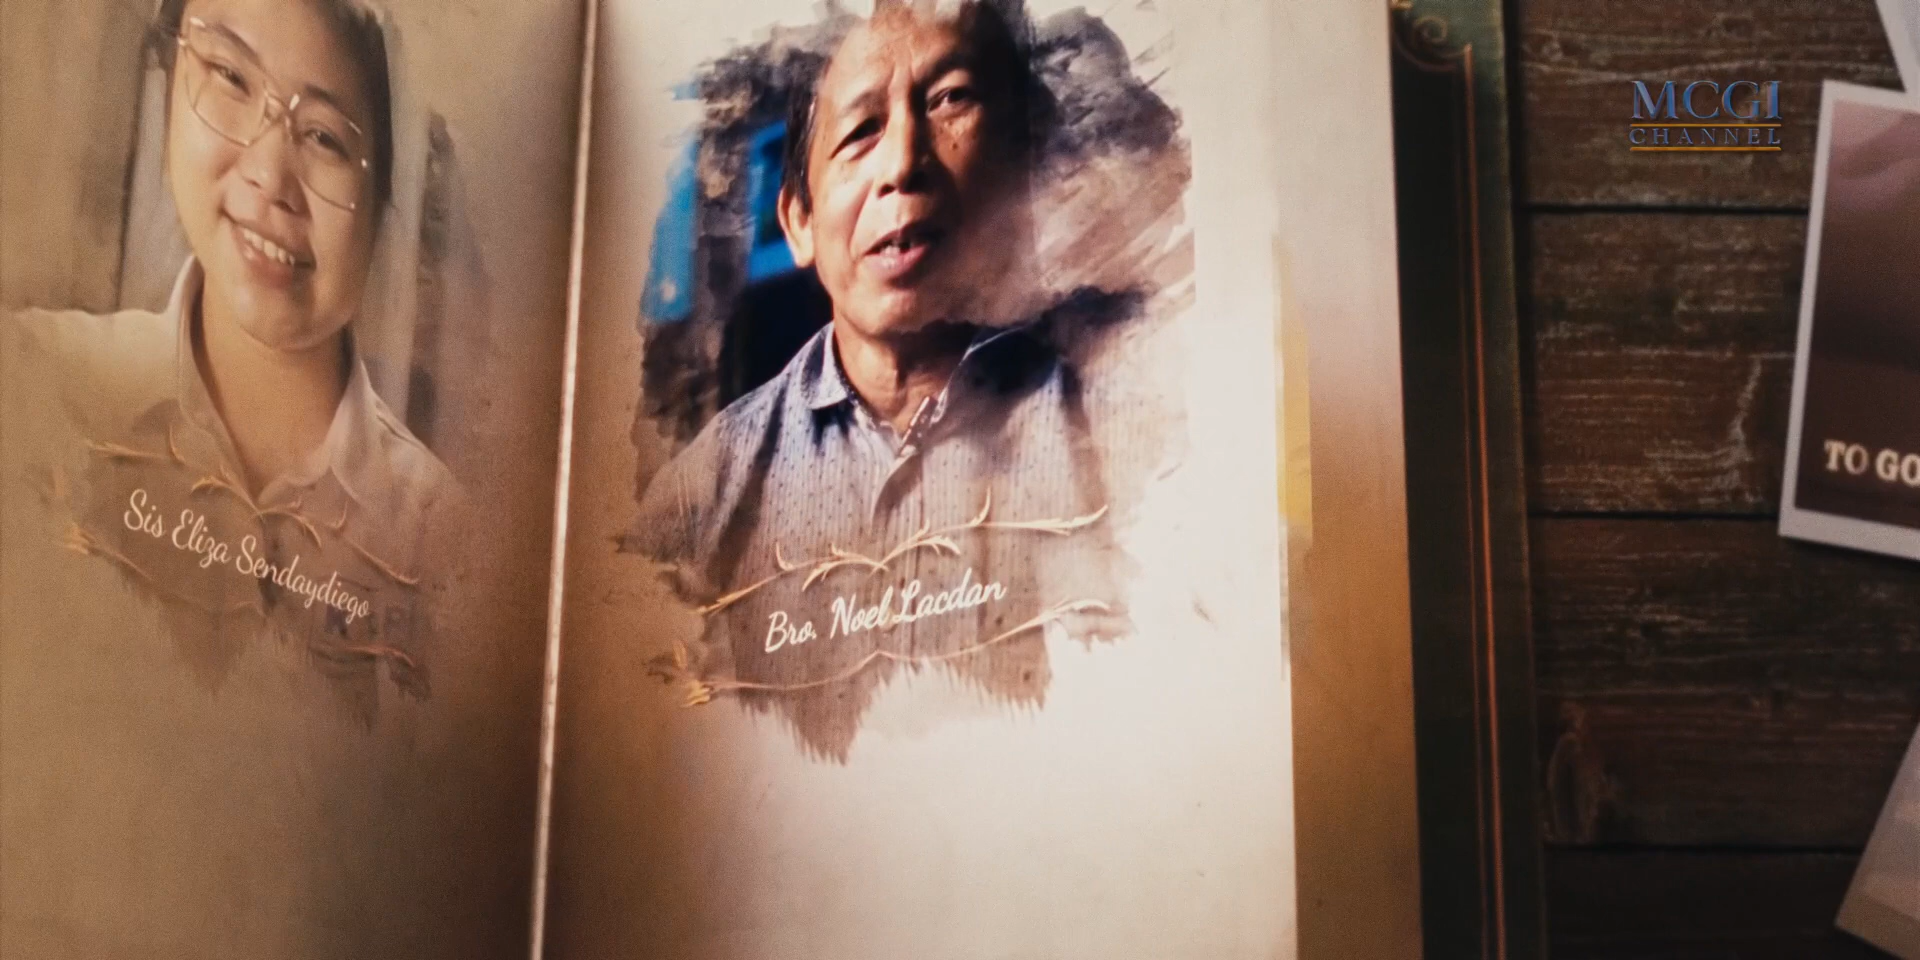 MCGI
CHANNEL
Sis Eliza Sendaydiego
Bro. Noel Lacdan
TO GO